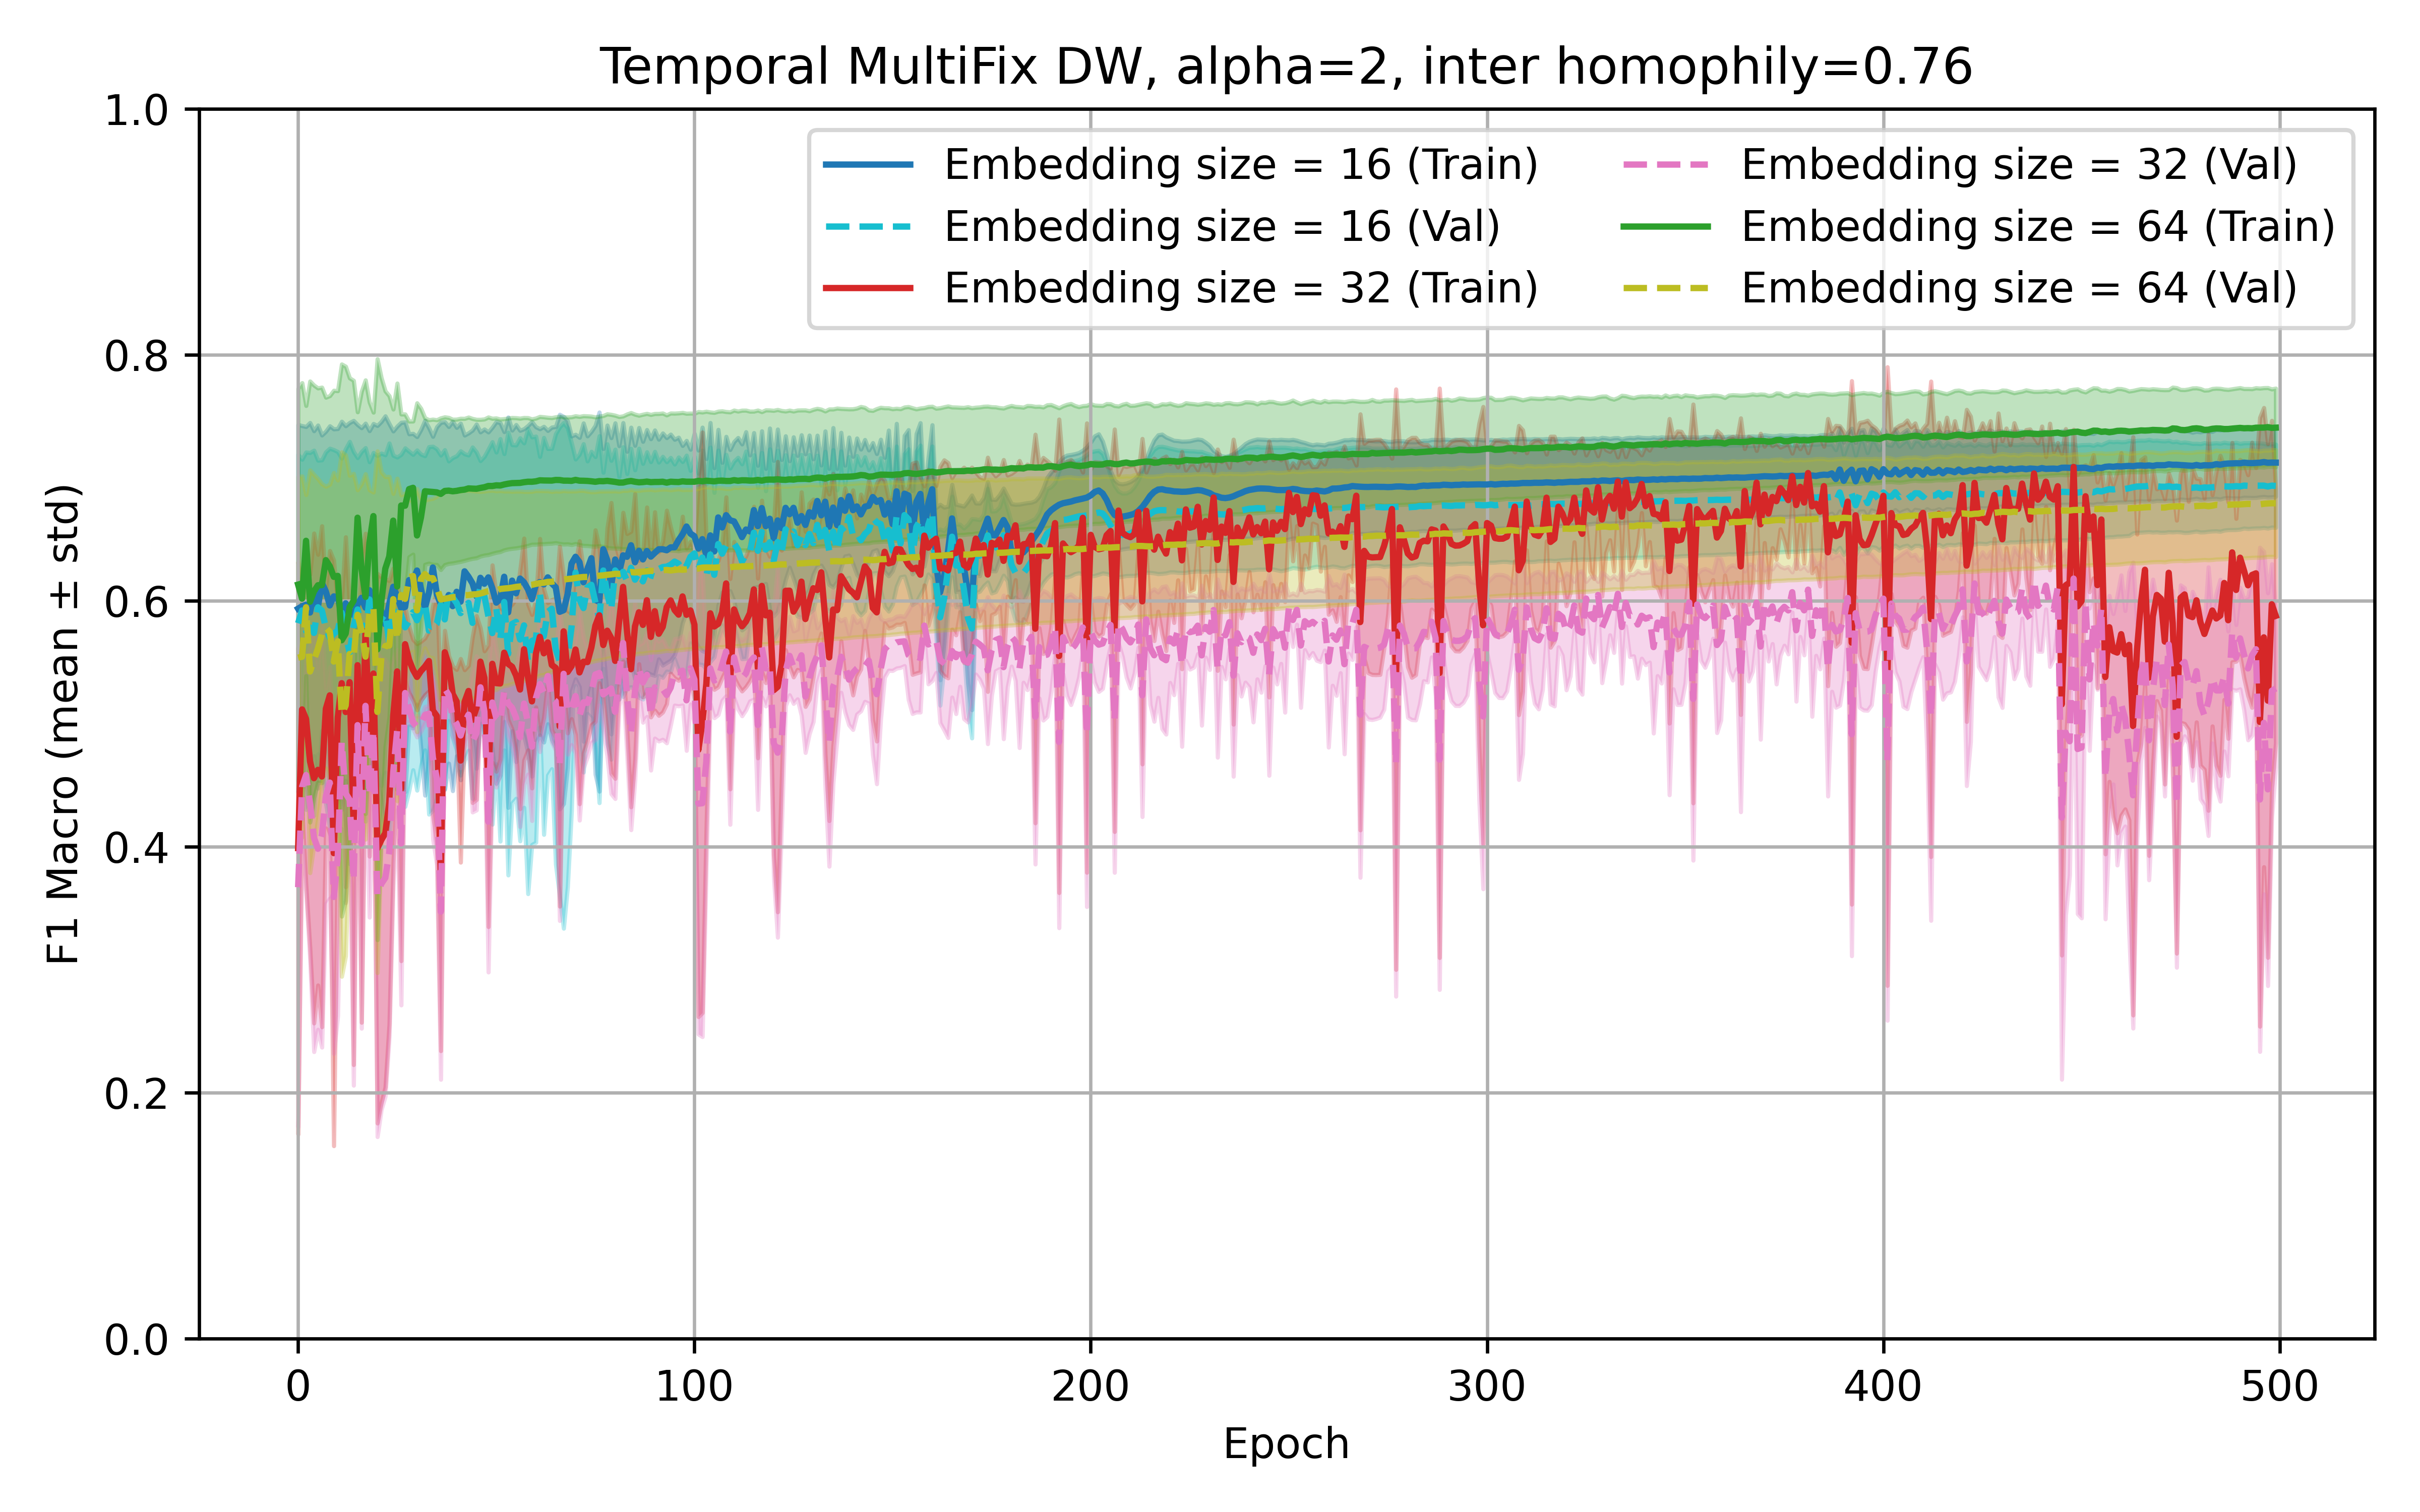 Temporal MultiFix DW, alpha=2, inter homophily=0.76
Embedding size = 16 (Train)
Embedding size = 16 (Val)
Embedding size = 32 (Train)
Embedding size = 32 (Val)
Embedding size = 64 (Train)
Embedding size = 64 (Val)
F1 Macro (mean ± std)
1.0
0.8
0.6
0.4
0.2
0.0
0 100 200 300 400 500
Epoch